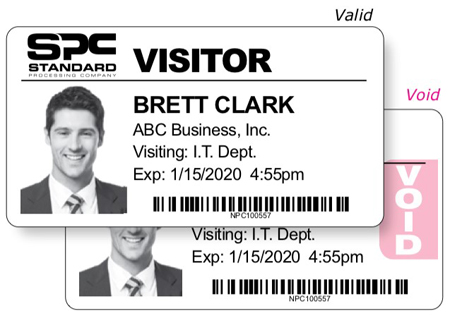 Valid
SPC
STANDARD
PROCESSING COMPANY
VISITOR
BRETT CLARK
ABC Business, Inc.
Visiting: I.T. Dept.
Exp: 1/15/2020 4:55pm
NPC100557
Void
VOID
Visiting: I.T. Dept.
Exp: 1/15/2020 4:55pm
NPC100557